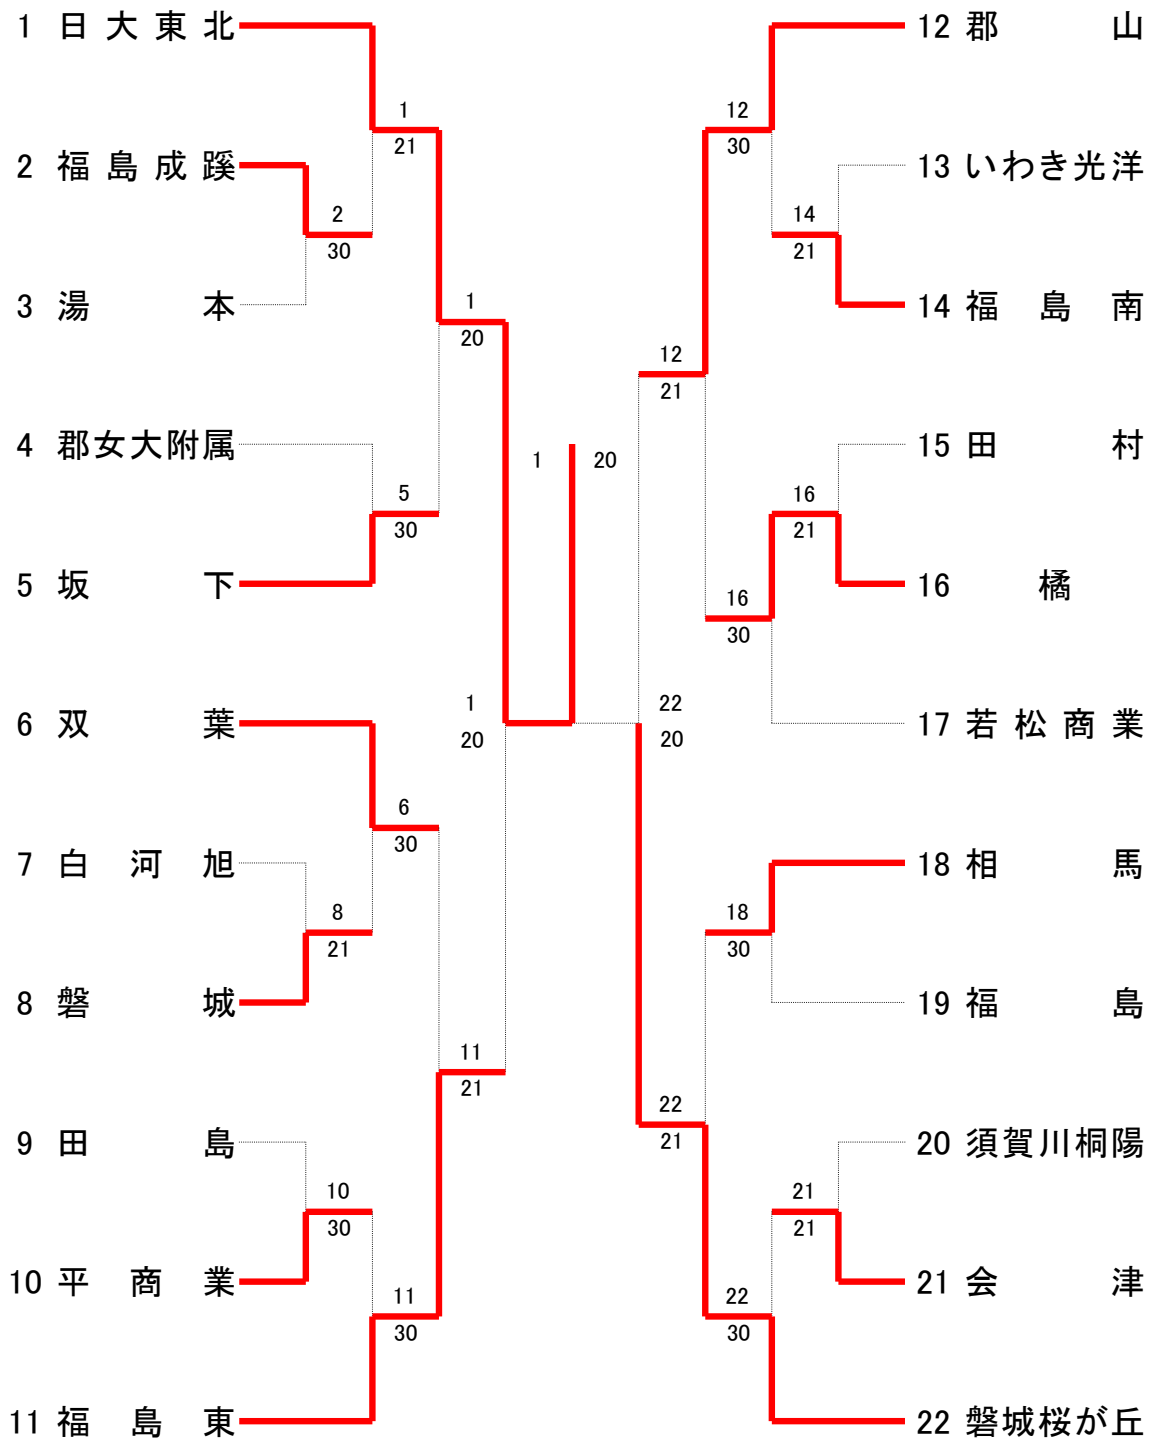 1 日大東北
2 福島成蹊
3 湯本
4 郡女大附属
5 坂下
6 双葉
7 白河旭
8 磐城
9 田島
10 平商業
11 福島東
1
21
2
30
1
20
5
30
1
20
6
30
8
21
11
21
10
30
11
30
1
20
12
30
14
21
12
21
16
21
16
30
22
20
18
30
22
21
21
21
22
30
12 郡山
13 いわき光洋
14 福島南
15 田村
16 橘
17 若松商業
18 相馬
19 福島
20 須賀川桐陽
21 会津
22 磐城桜が丘